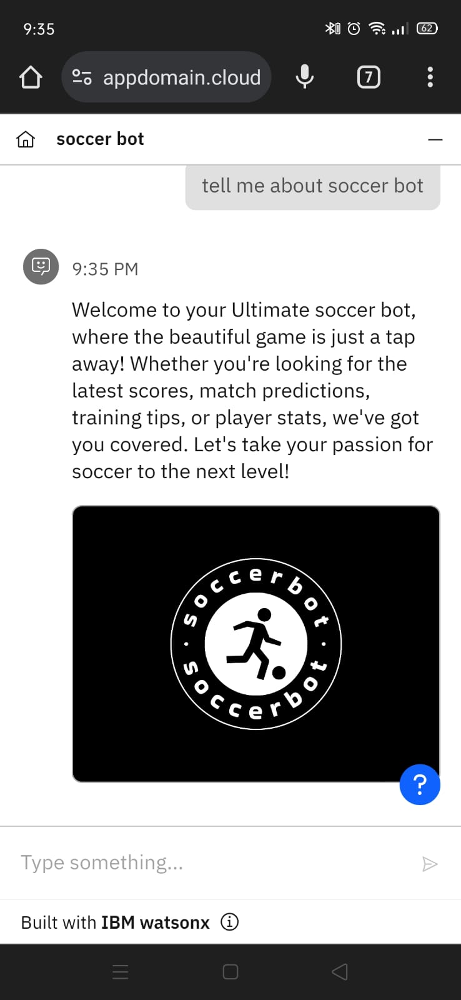 9:35
62
appdomain.cloud
7
soccer bot
tell me about soccer bot
9:35 PM
Welcome to your Ultimate soccer bot,
where the beautiful game is just a tap
away! Whether you're looking for the
latest scores, match predictions,
training tips, or player stats, we've got
you covered. Let's take your passion for
soccer to the next level!
soccerbot
soccerbot
?
Type something...
Built with IBM watsonx